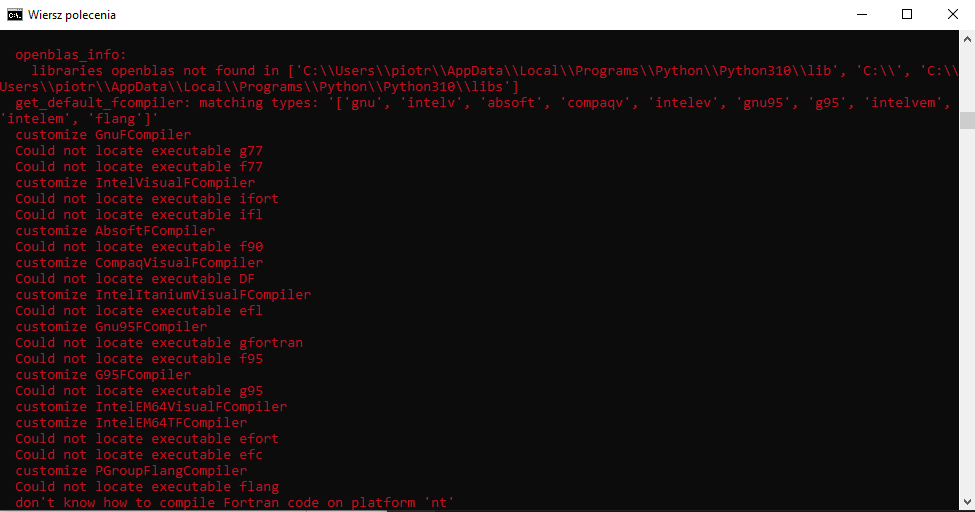 Wiersz polecenia
openblas_info:
libraries openblas not found in ['C:\\Users\\piotr\\AppData\\Local\\Programs\\Python\\Python310\\lib', 'C:\\', 'C:\\
Users\\piotr\\AppData\\Local\\Programs\\Python\\Python310\\libs']
get_default_fcompiler: matching types: '['gnu', 'intelv', 'absoft', 'compaqv', 'intelev', 'gnu95', 'g95', 'intelvem',
'intelem', 'flang']'
customize GnuFCompiler
Could not locate executable g77
Could not locate executable f77
customize IntelVisualFCompiler
Could not locate executable ifort
Could not locate executable ifl
customize AbsoftFCompiler
Could not locate executable f90
customize CompaqVisualFCompiler
Could not locate executable DF
customize IntelItaniumVisualFCompiler
Could not locate executable efl
customize Gnu95FCompiler
Could not locate executable gfortran
Could not locate executable f95
customize G95FCompiler
Could not locate executable g95
customize IntelEM64VisualFCompiler
customize IntelEM64TFCompiler
Could not locate executable efort
Could not locate executable efc
customize PGroupFlangCompiler
Could not locate executable flang
don't know how to compile Fortran code on platform 'nt'